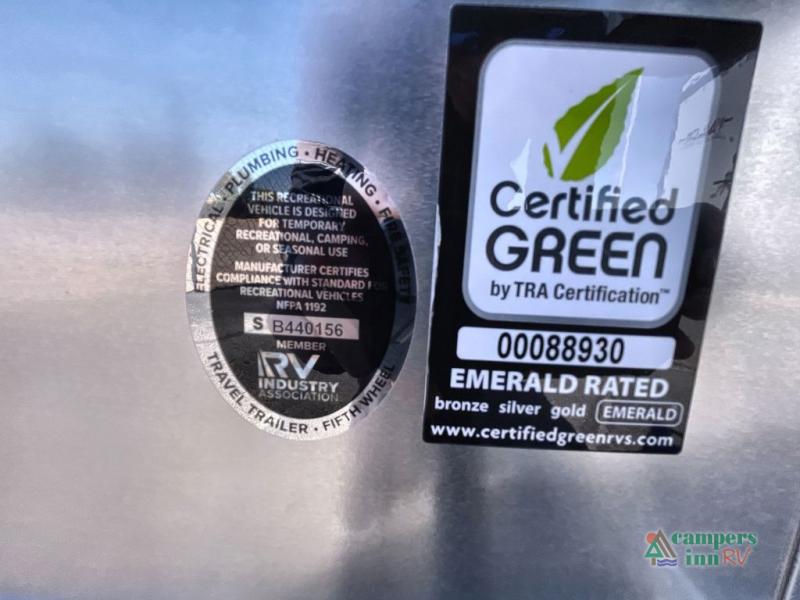 ELECTRICAL • PLUMBING • HEATING • FIRE SAFETY
THIS RECREATIONAL
VEHICLE IS DESIGNED
FOR TEMPORARY
RECREATIONAL, CAMPING,
OR SEASONAL USE
MANUFACTURER CERTIFIES
COMPLIANCE WITH STANDARD FOR
RECREATIONAL VEHICLES
NFPA 1192
S B440156
MEMBER
RV
INDUSTRY
ASSOCIATION
TRAVEL TRAILER • FIFTH WHEEL
Certified
GREEN
by TRA Certification™
00088930
EMERALD RATED
bronze silver gold EMERALD
www.certifiedgreenrvs.com
campers
inn RV